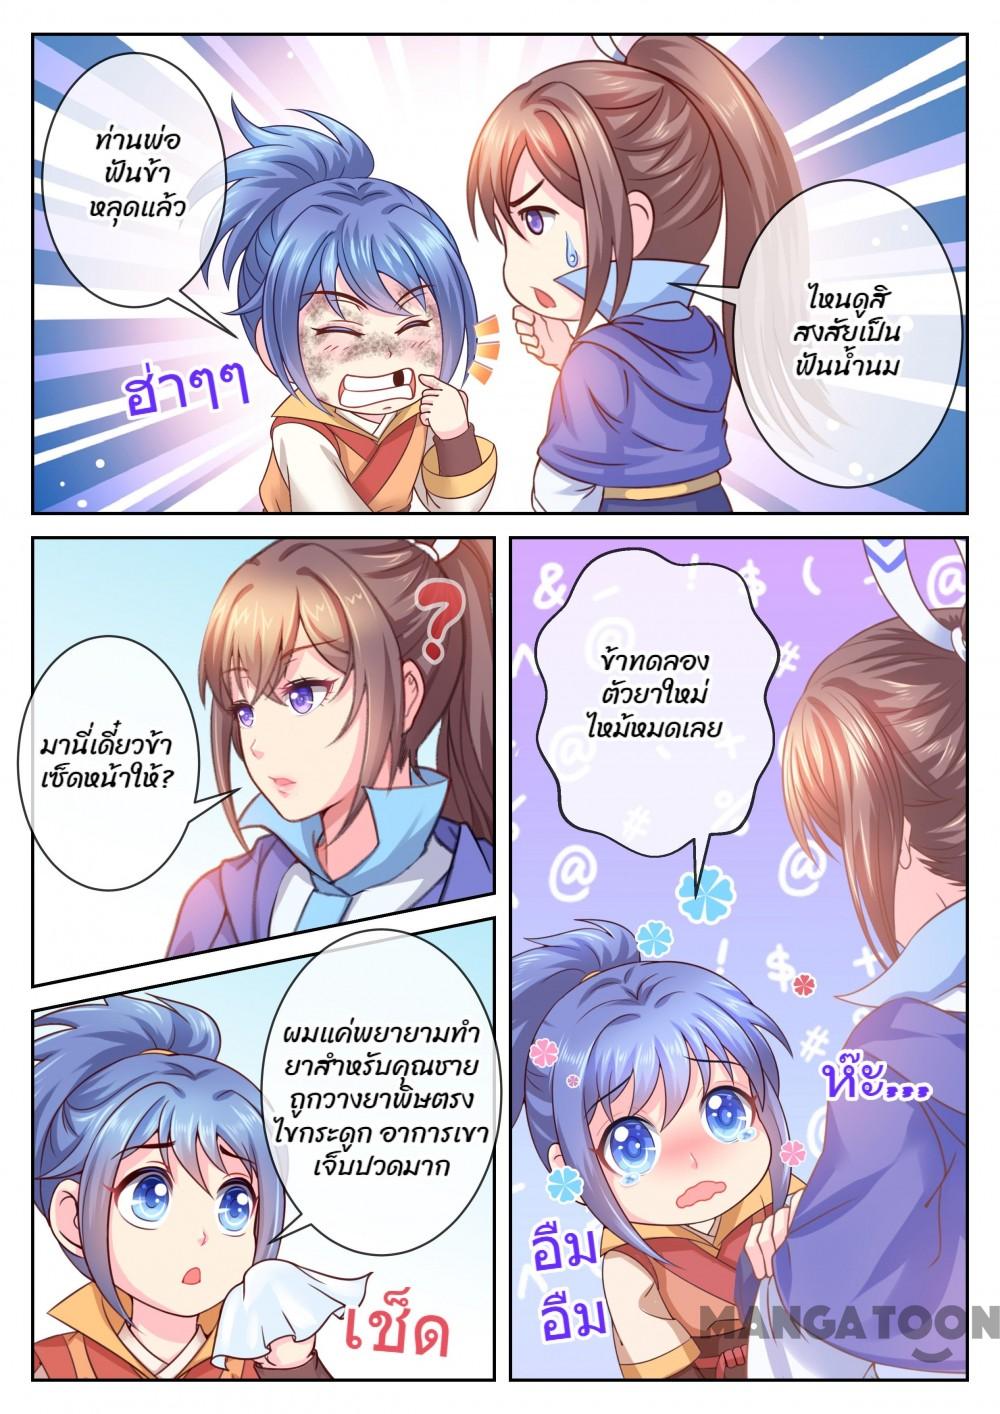 ท่านพ่อ
ฟันข้า
หลุดแล้ว
ไหนดูสิ
สงสัยเป็น
ฟันน้ำนม
ฮ่าๆๆ
?
มานี่เดี๋ยวข้า
เช็ดหน้าให้?
ข้าทดลอง
ตัวยาใหม่
ไหม้หมดเลย
ห๊ะ...
อืม
อืม
ผมแค่พยายามทำ
ยาสำหรับคุณชาย
ถูกวางยาพิษตรง
ไขกระดูก อาการเขา
เจ็บปวดมาก
เช็ด
MANGATOON